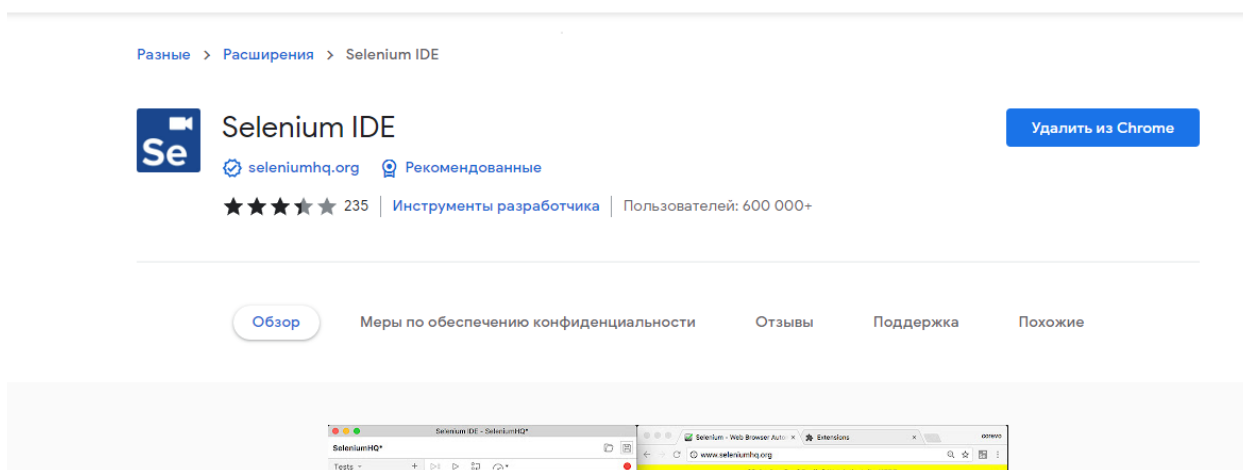 Разные > Расширения > Selenium IDE
Se
Selenium IDE
Удалить из Chrome
seleniumhq.org Рекомендованные
235 Инструменты разработчика Пользователей: 600 000+
Обзор Меры по обеспечению конфиденциальности Отзывы Поддержка Похожие
Selenium IDE - SeleniumHQ*
SeleniumHQ*
Tests
Selenium - Web Browser Autor × Extensions ×
www.seleniumhq.org